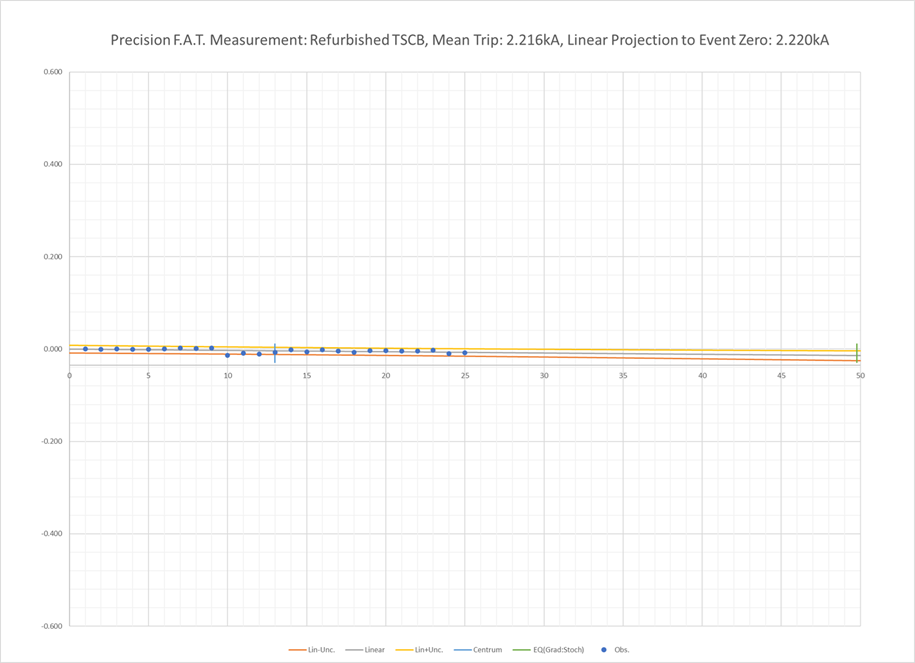 Precision F.A.T. Measurement: Refurbished TSCB, Mean Trip: 2.216kA, Linear Projection to Event Zero: 2.220kA
0.600
0.400
0.200
0.000
0 5 10 15 20 25 30 35 40 45 50
-0.200
-0.400
-0.600
Lin-Unc. Linear Lin+Unc. Centrum EQ(Grad:Stoch) Obs.